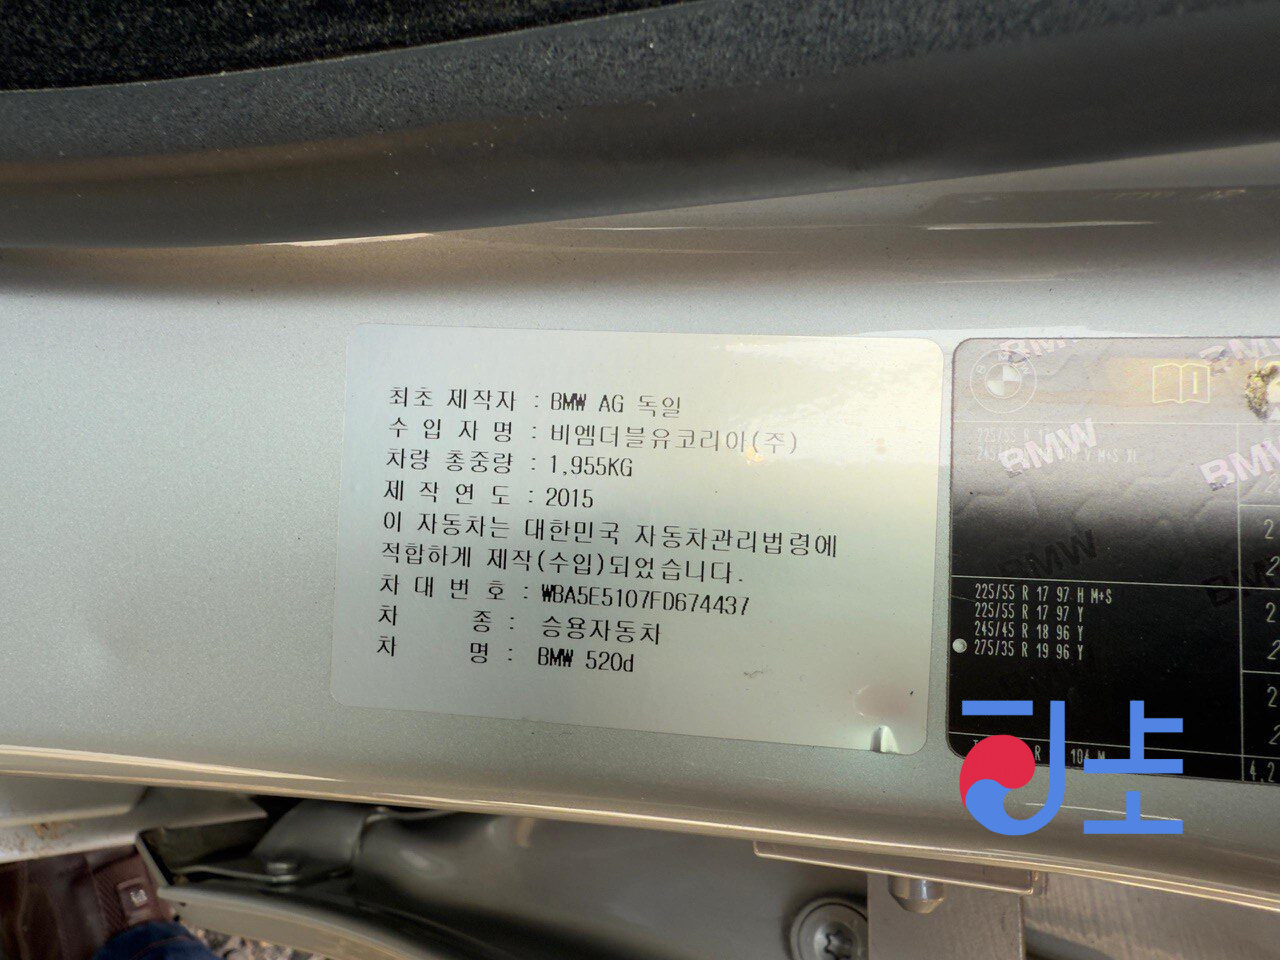 최초 제작자 : BMW AG 독일
수 입 자 명 : 비엠더블유코리아(주)
차량 총중량 : 1,955KG
제 작 연 도 : 2015
이 자동차는 대한민국 자동차관리법령에
적합하게 제작(수입)되었습니다.
차 대 번 호 : WBA5E5107FD674437
차 종 : 승용자동차
차 명 : BMW 520d
BMW
BMW
BMW
BMW
225/55 R 17 97 H M+S
225/55 R 17 97 Y
245/45 R 18 96 Y
275/35 R 19 96 Y